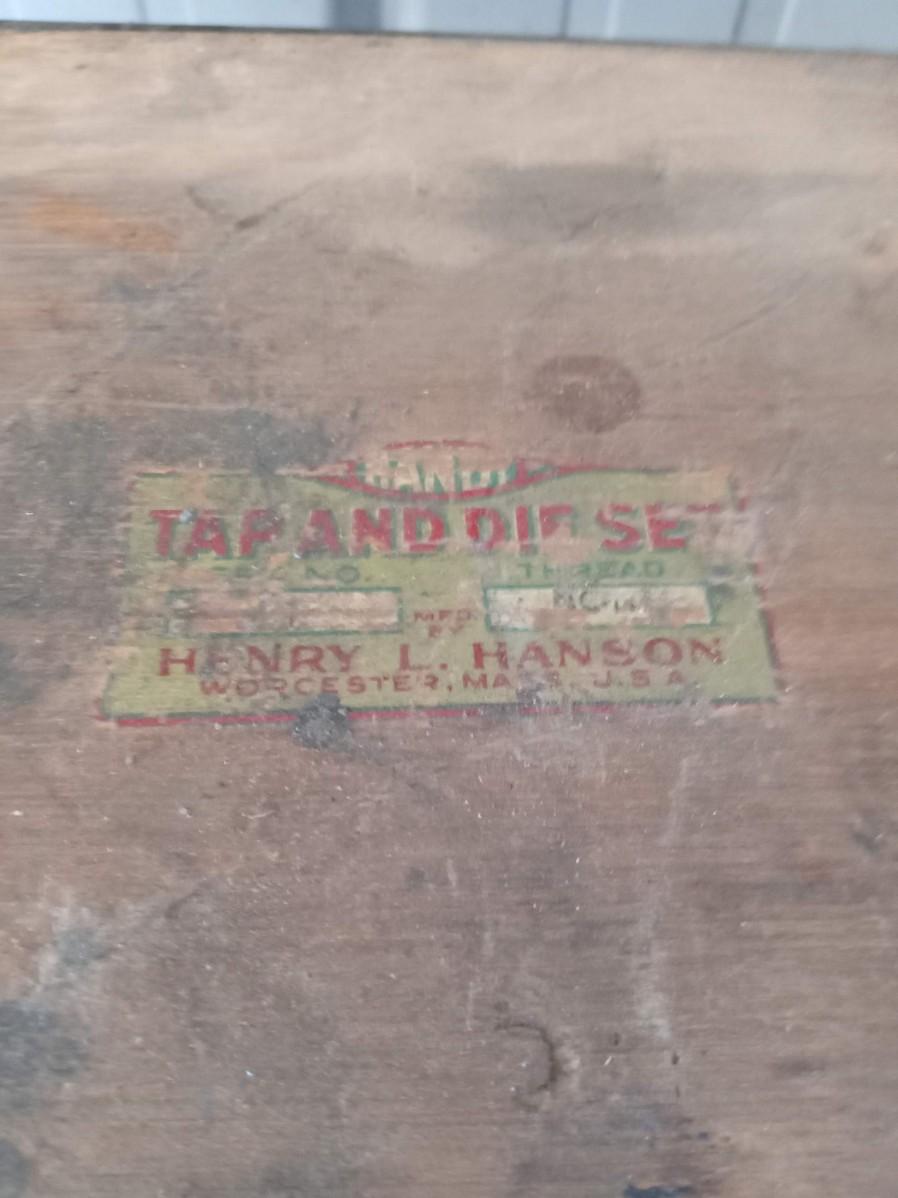 TAP AND DIE SET
NO. THREAD
MFD.
BY
HENRY L. HANSON
WORCESTER, MASS. U.S.A.